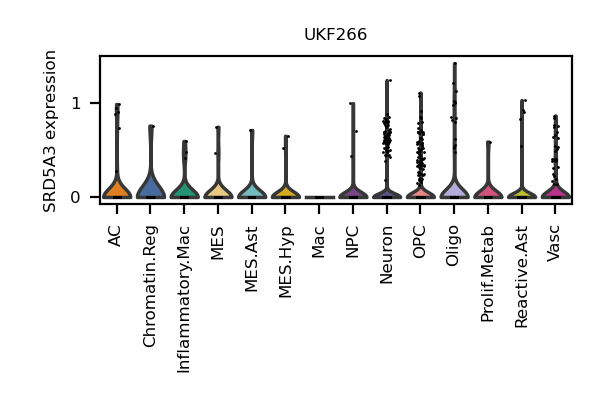 UKF266
SRD5A3 expression
1
0
AC
Chromatin.Reg
Inflammatory.Mac
MES
MES.Ast
MES.Hyp
Mac
NPC
Neuron
OPC
Oligo
Prolif.Metab
Reactive.Ast
Vasc